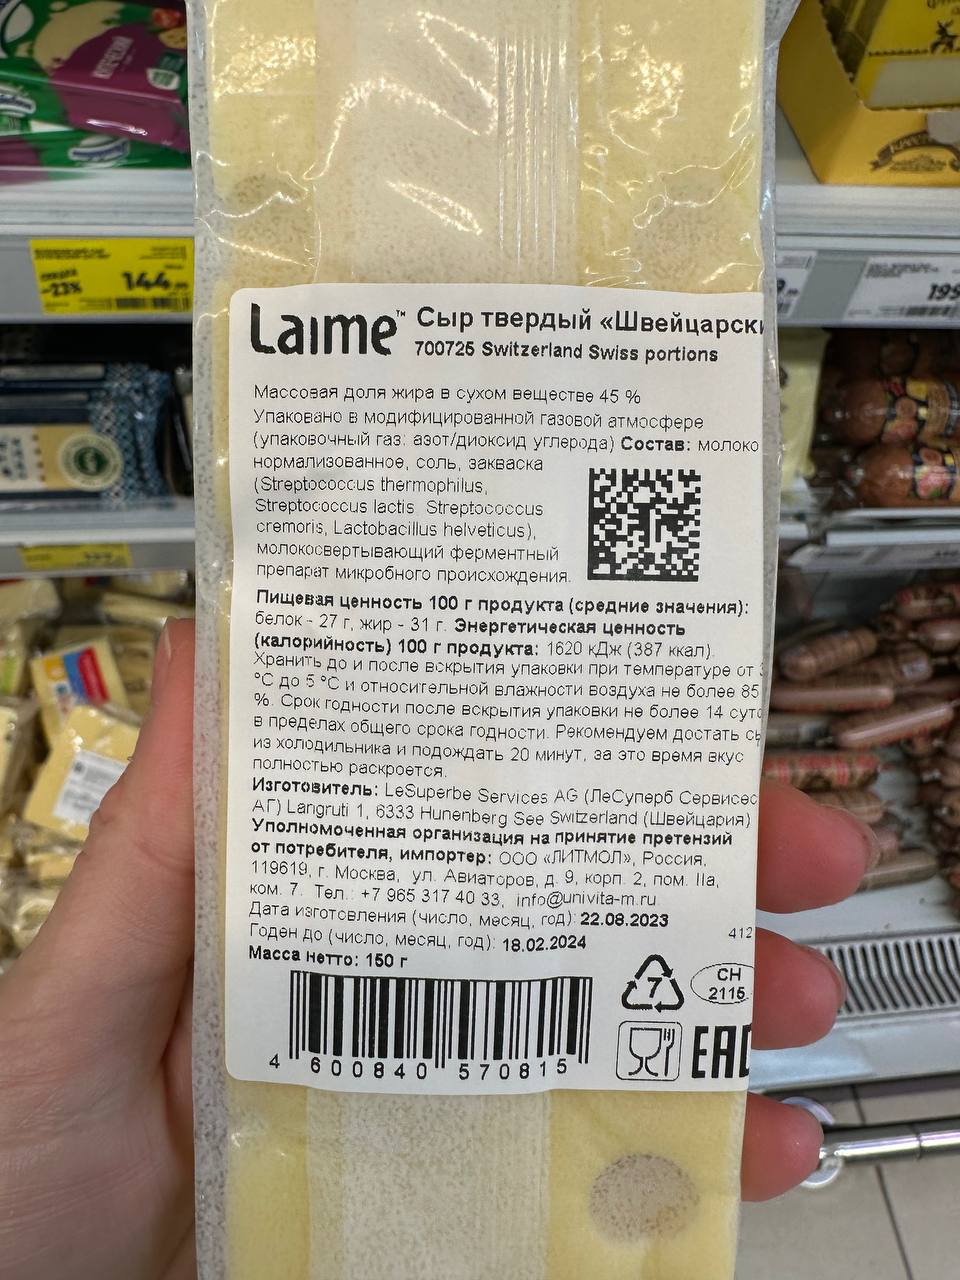 Laime™
Сыр твердый «Швейцарски
700726 Switzerland Swiss portions
Массовая доля жира в сухом веществе 45 %
Упаковано в модифицированной газовой атмосфере
(упаковочный газ: азот/диоксид углерода) Состав: молоко
нормализованное, соль, закваска
(Streptococcus thermophilus,
Streptococcus lactis Streptococcus
cremoris, Lactobacillus helveticus),
молокосвертывающий ферментный
препарат микробного происхождения.
Пищевая ценность 100 г продукта (средние значения):
белок - 27 г, жир - 31 г. Энергетическая ценность
(калорийность) 100 г продукта: 1620 кДж (387 ккал).
Хранить до и после вскрытия упаковки при температуре от 3
°С до 5 °С и относительной влажности воздуха не более 85
%. Срок годности после вскрытия упаковки не более 14 суто
в пределах общего срока годности. Рекомендуем достать сы
из холодильника и подождать 20 минут, за это время вкус
полностью раскроется.
Изготовитель: LeSuperbe Services AG (ЛеСуперб Сервисес
АГ) Langruti 1, 6333 Hunenberg See Switzerland (Швейцария)
Уполномоченная организация на принятие претензий
от потребителя, импортер: ООО «ЛИТМОЛ», Россия,
119619, г. Москва, ул. Авиаторов, д. 9, корп. 2, пом. IIа,
ком. 7. Тел.: +7 965 317 40 33, info@univita-m.ru
Дата изготовления (число, месяц, год): 22.08.2023
Годен до (число, месяц, год): 18.02.2024
412
Масса нетто: 150 г
7
CH
2115
4 600840 570815
EAC
-23%
144
199